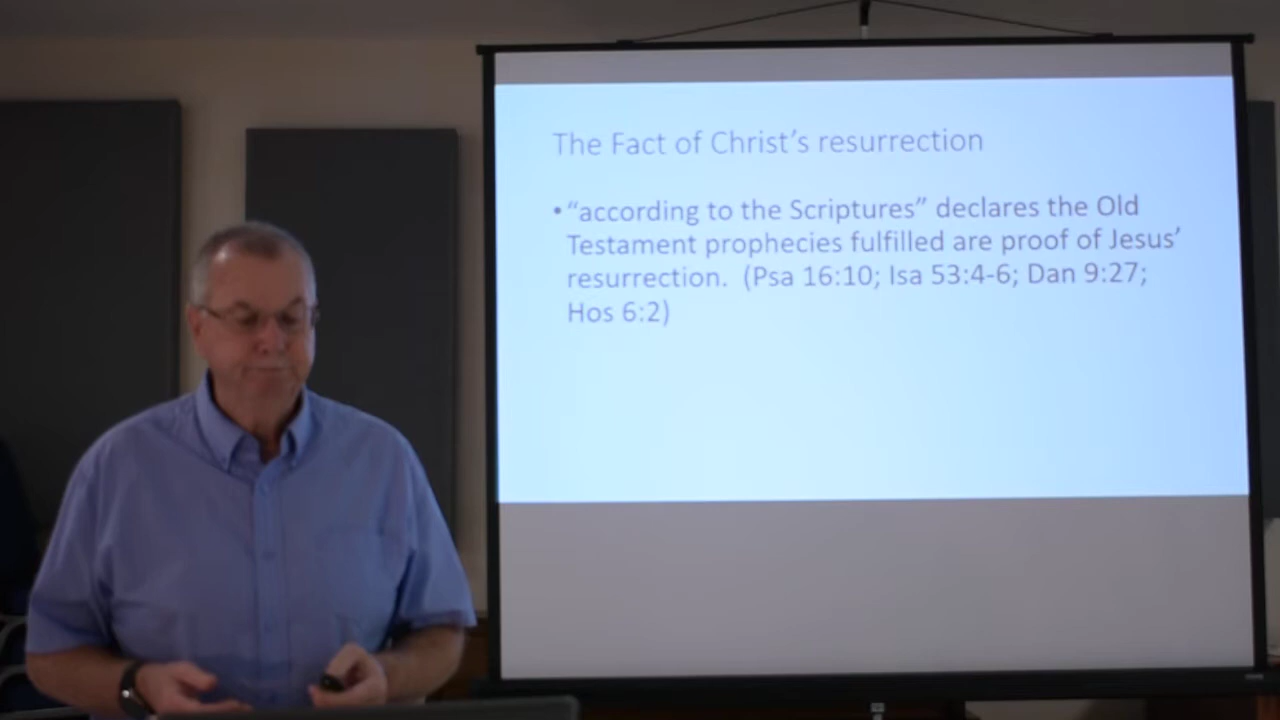 The Fact of Christ’s resurrection
• “according to the Scriptures” declares the Old
Testament prophecies fulfilled are proof of Jesus’
resurrection.  (Psa 16:10; Isa 53:4-6; Dan 9:27;
Hos 6:2)